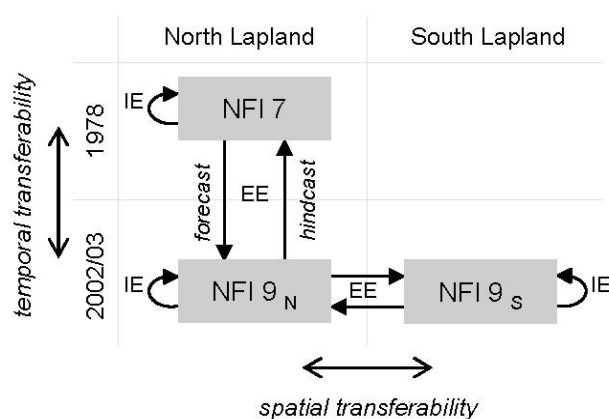 North Lapland South Lapland
temporal transferability
1978
IE
NFI 7
forecast
EE
hindcast
2002/03
IE
NFI 9 N
EE
NFI 9 S
IE
spatial transferability